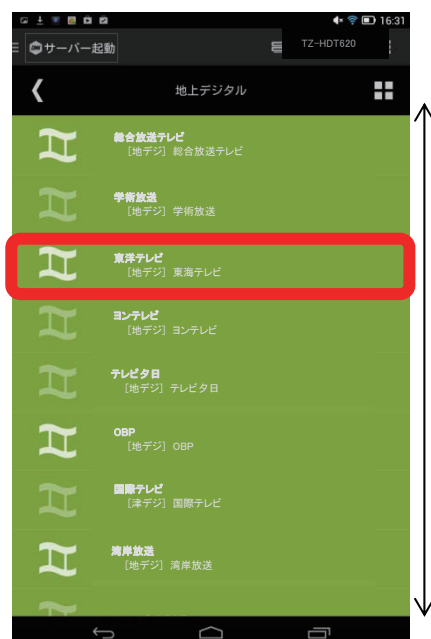 16:31
サーバー起動
TZ-HDT620
地上デジタル
総合放送テレビ
［地デジ］総合放送テレビ
学術放送
［地デジ］学術放送
東洋テレビ
［地デジ］東海テレビ
ヨンテレビ
［地デジ］ヨンテレビ
テレビタ日
［地デジ］テレビタ日
OBP
［地デジ］OBP
国際テレビ
［津デジ］国際テレビ
湾岸放送
［地デジ］湾岸放送